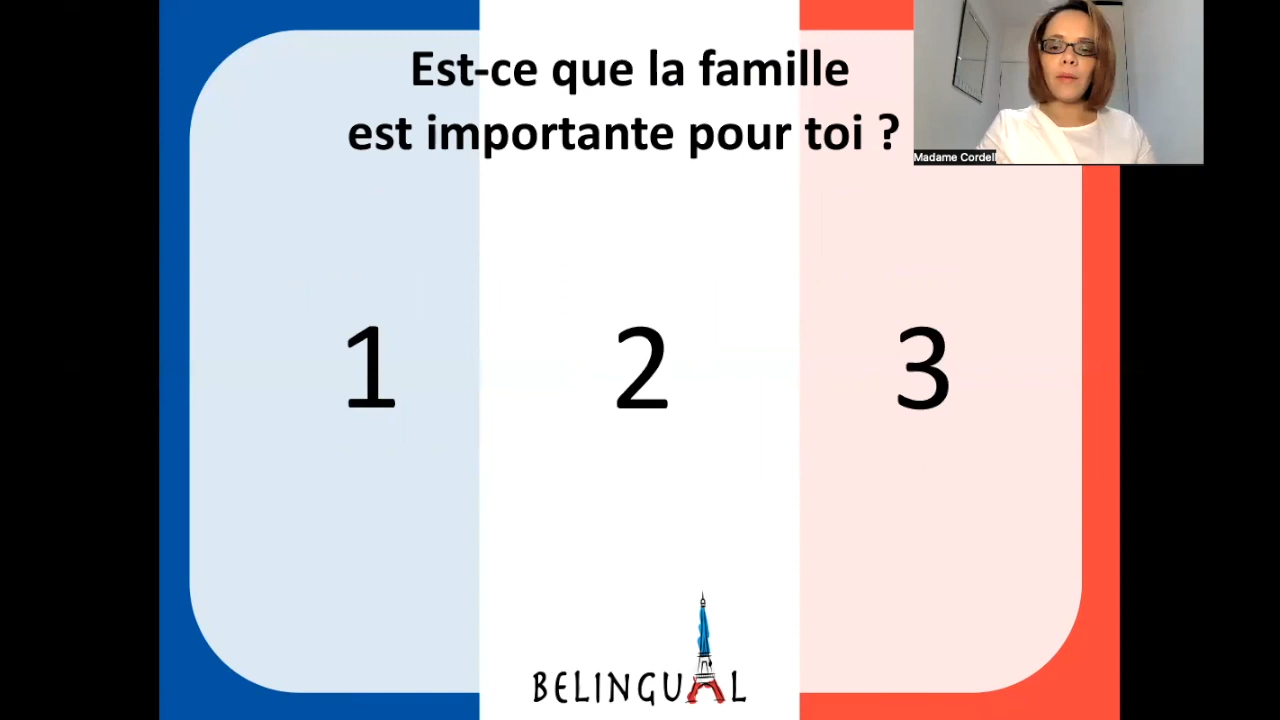 Est-ce que la famille
est importante pour toi ?
Madame Cordell
1 2 3
BELINGUAL